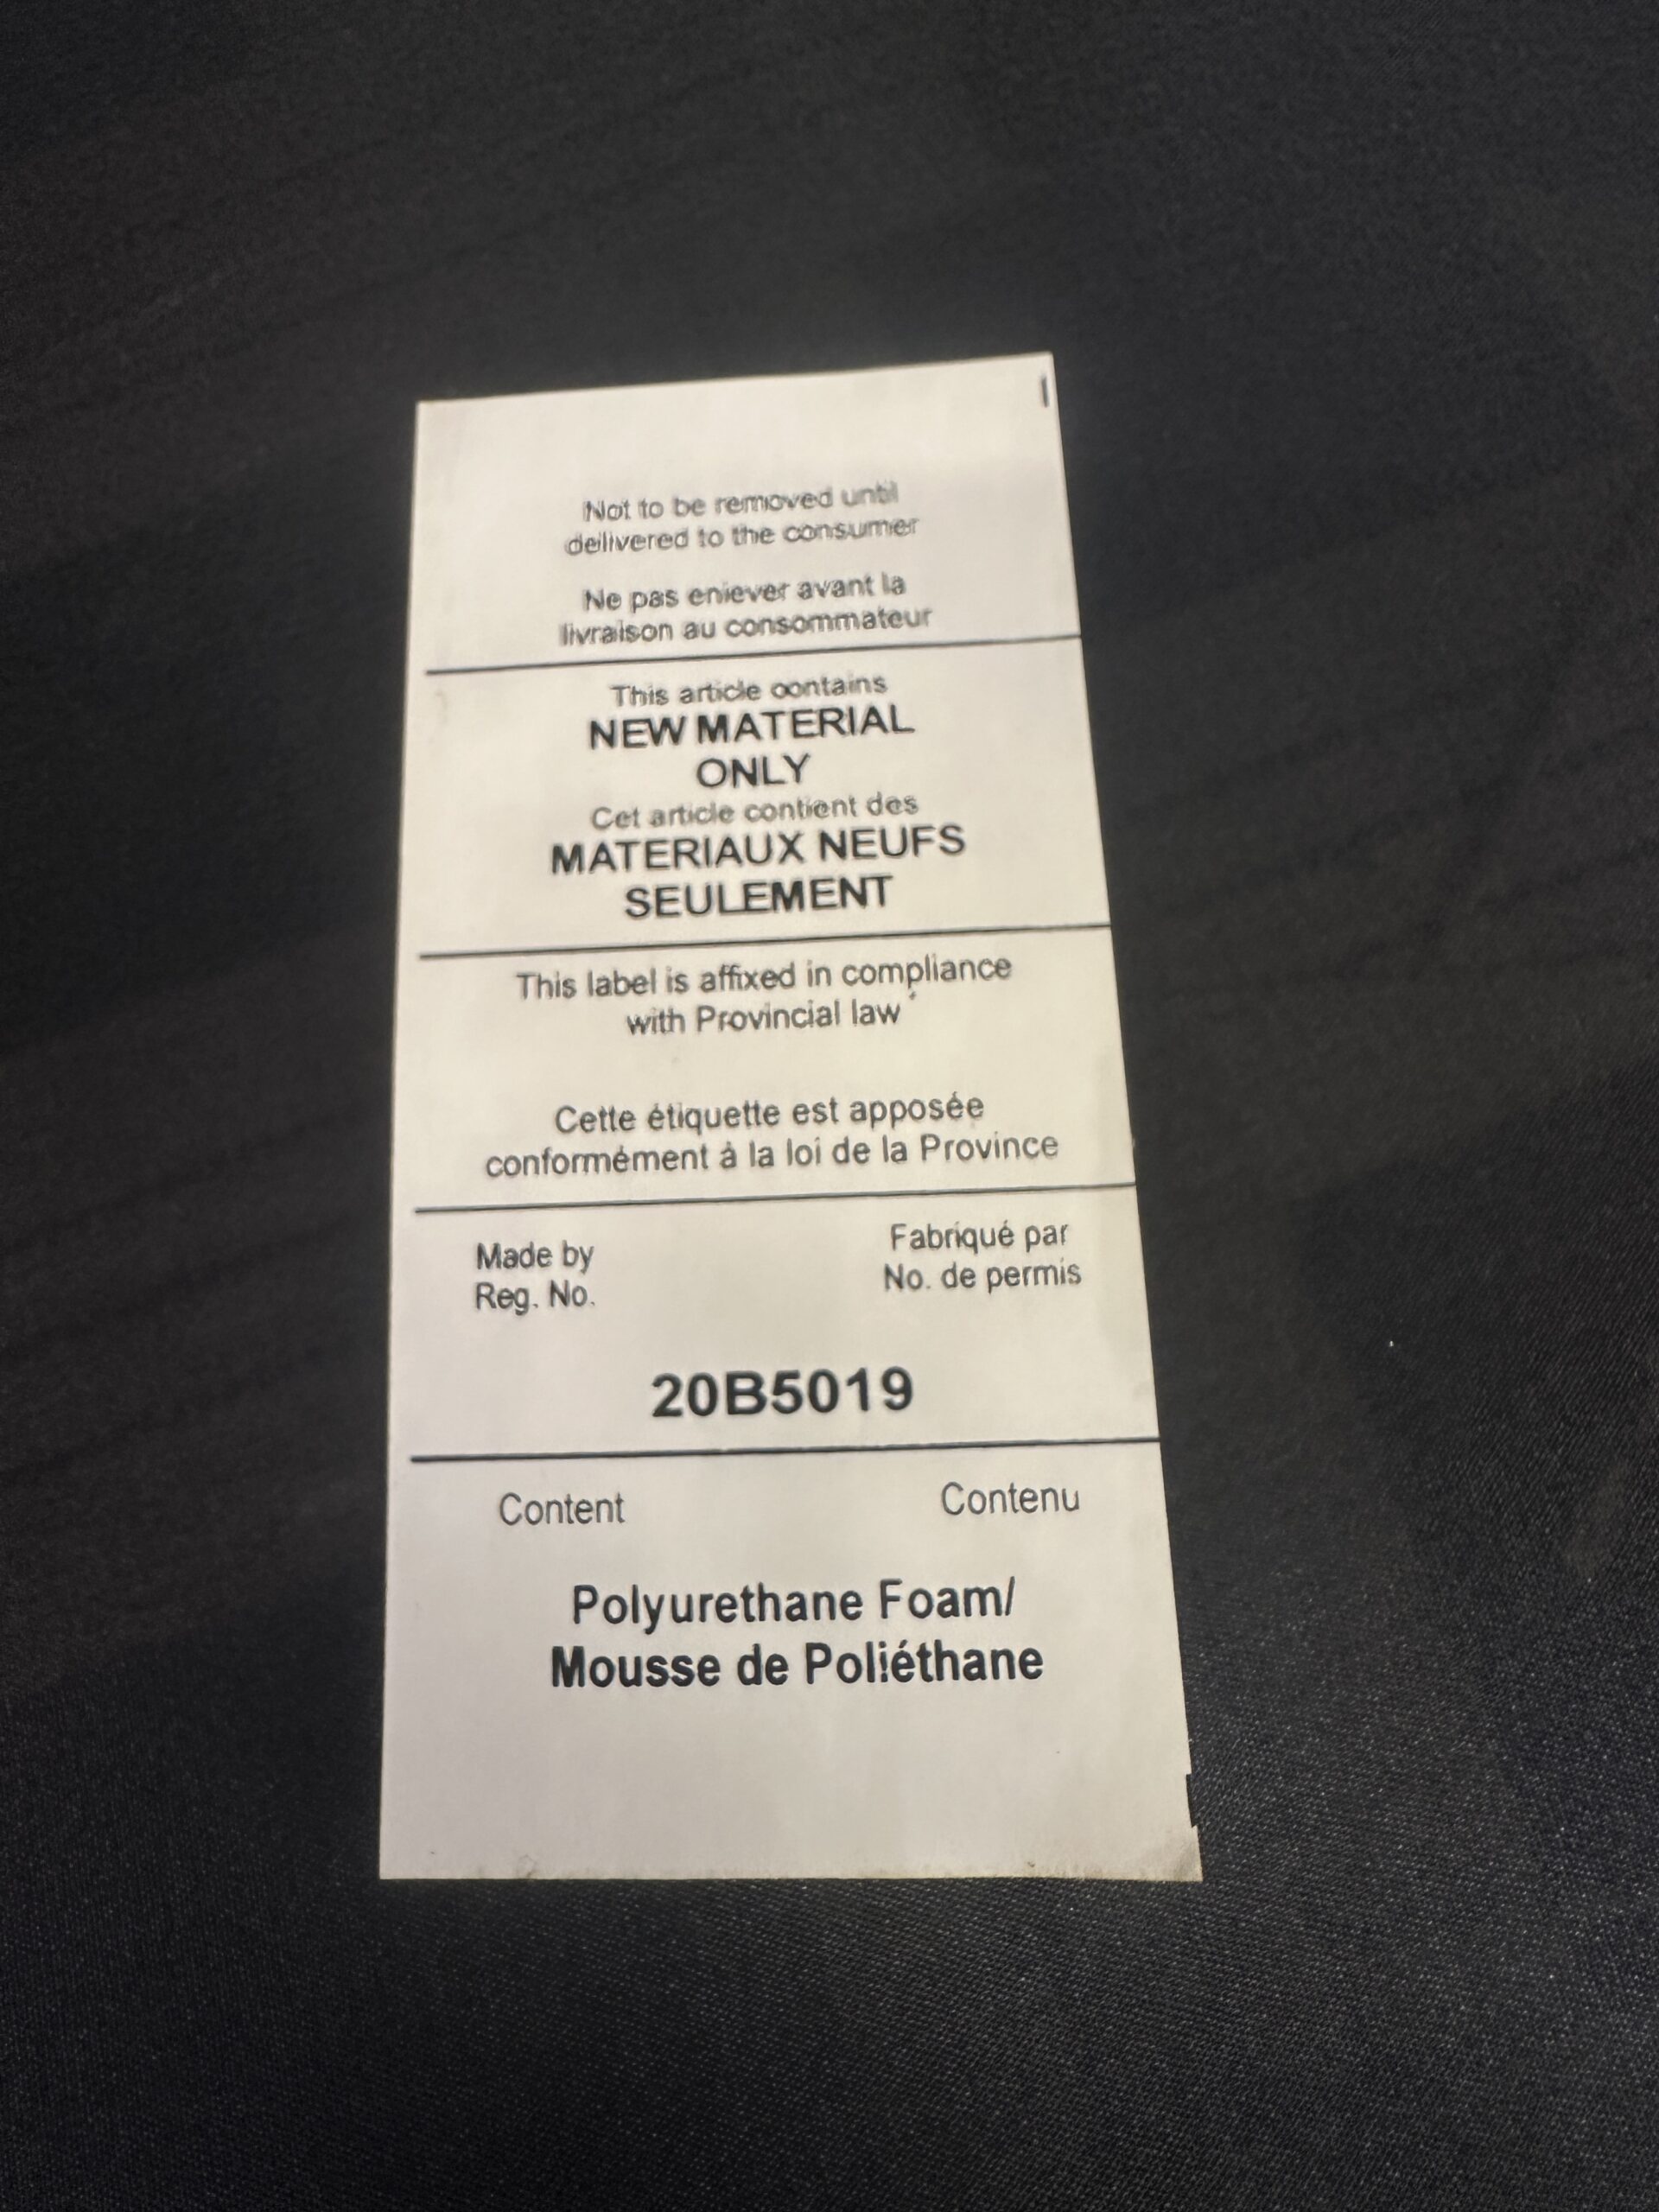 Not to be removed until
delivered to the consumer
Ne pas eniever avant la
livraison au consommateur
This article contains
NEW MATERIAL
ONLY
Cet article contient des
MATERIAUX NEUFS
SEULEMENT
This label is affixed in compliance
with Provincial law
Cette étiquette est apposée
conformément á la loi de la Province
Made by
Reg. No.
Fabriqué par
No. de permis
20B5019
Content
Contenu
Polyurethane Foam/
Mousse de Poliéthane